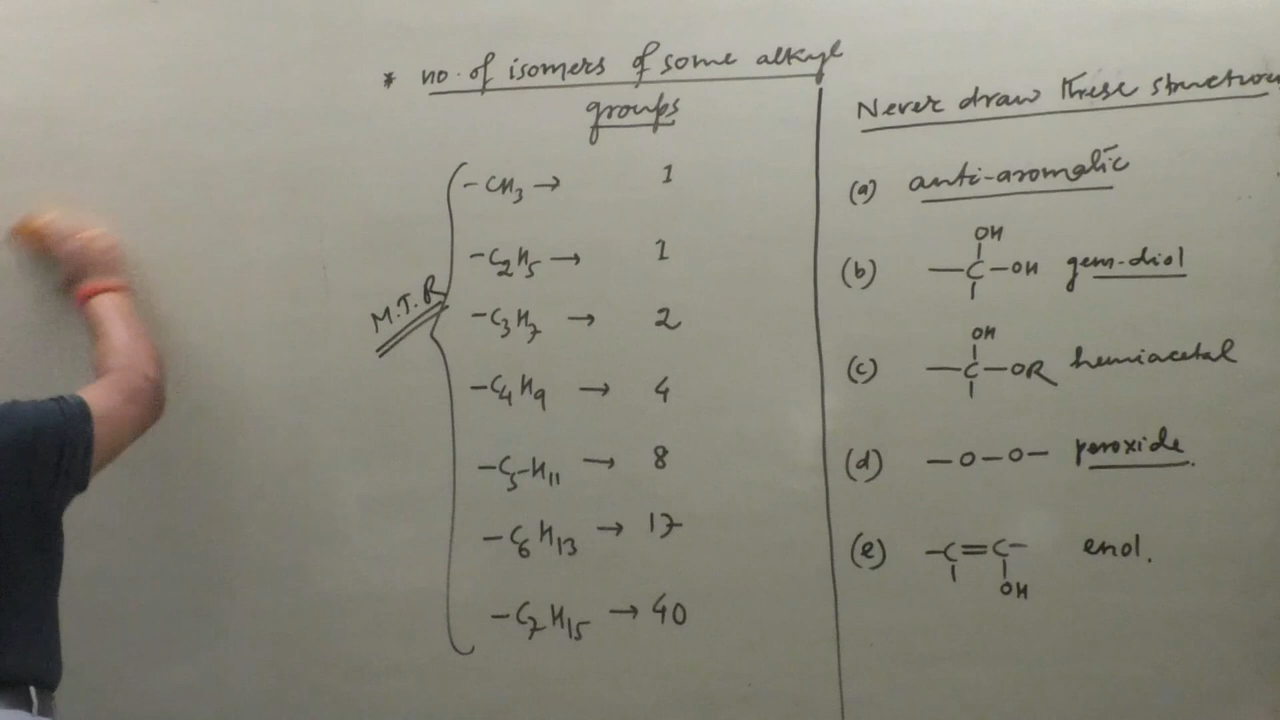 * no. of isomers of some alkyl
groups
M.T.R
-CH₃ → 1
-C₂H₅ → 1
-C₃H₇ → 2
-C₄H₉ → 4
-C₅H₁₁ → 8
-C₆H₁₃ → 17
-C₇H₁₅ → 40
Never draw these structures
(a) anti-aromatic
OH
(b) -C-OH gem-diol
OH
(c) -C-OR hemiacetal
(d) -O-O- peroxide
(e) -C=C- enol.
OH